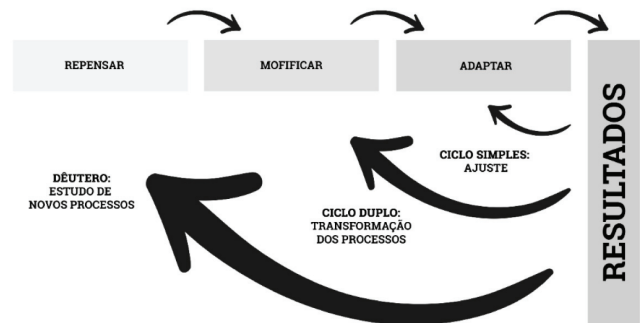 REPENSAR
MOFIFICAR
ADAPTAR
RESULTADOS
CICLO SIMPLES:
AJUSTE
DÊUTERO:
ESTUDO DE
NOVOS PROCESSOS
CICLO DUPLO:
TRANSFORMAÇÃO
DOS PROCESSOS